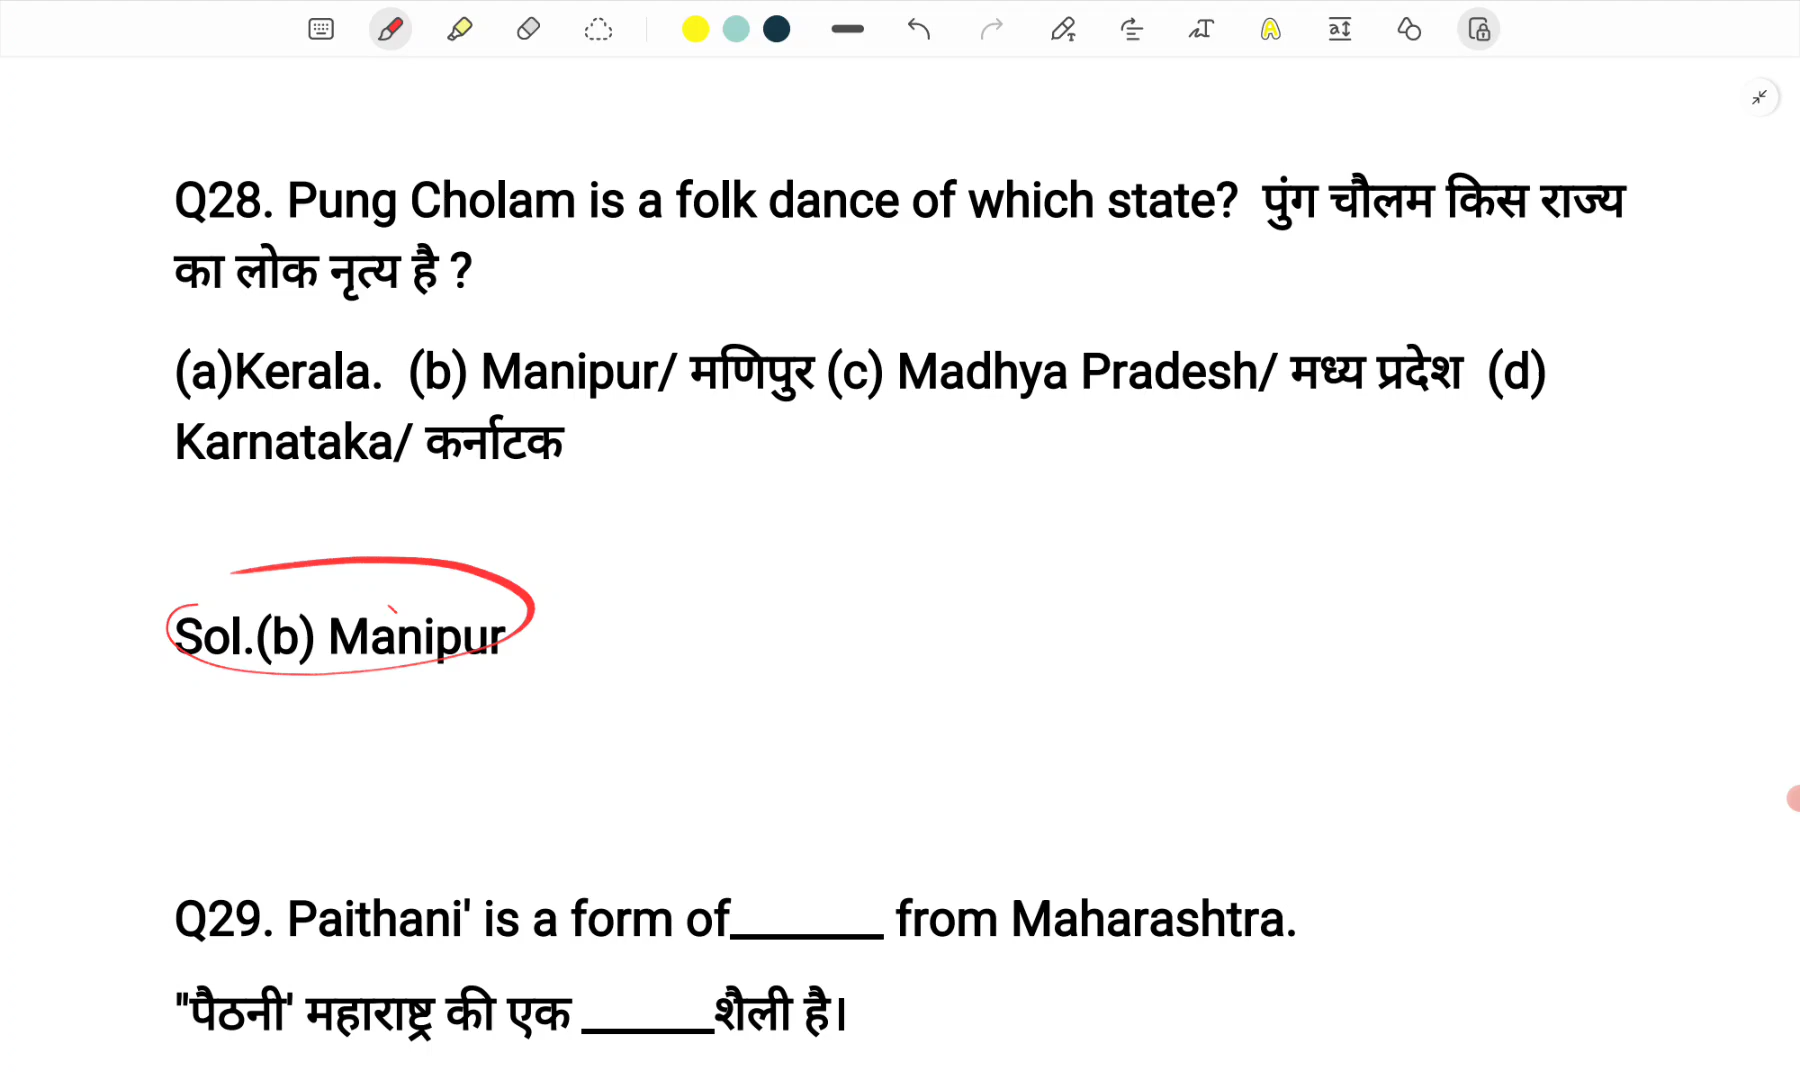 Q28. Pung Cholam is a folk dance of which state?  पुंग चौलम किस राज्य
का लोक नृत्य है ?
(a)Kerala.  (b) Manipur/ मणिपुर (c) Madhya Pradesh/ मध्य प्रदेश  (d)
Karnataka/ कर्नाटक
Sol.(b) Manipur
Q29. Paithani' is a form of______ from Maharashtra.
"पैठनी' महाराष्ट्र की एक _____शैली है।